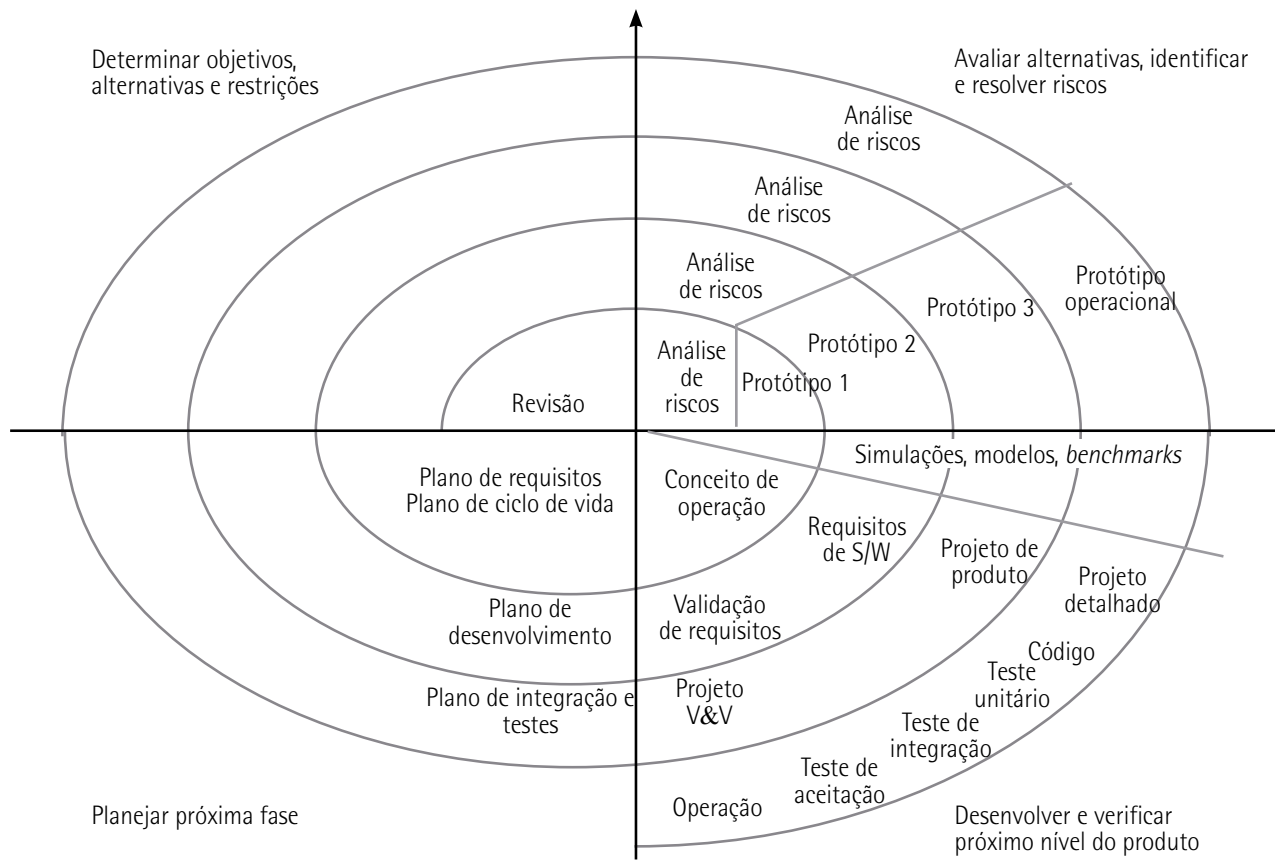 Determinar objetivos,
alternativas e restrições
Avaliar alternativas, identificar
e resolver riscos
Análise
de riscos
Análise
de riscos
Análise
de riscos
Análise
de
riscos
Protótipo 1
Protótipo 2
Protótipo 3
Protótipo
operacional
Revisão
Simulações, modelos, benchmarks
Plano de requisitos
Plano de ciclo de vida
Conceito de
operação
Requisitos
de S/W
Projeto de
produto
Projeto
detalhado
Plano de
desenvolvimento
Validação
de requisitos
Código
Teste
unitário
Plano de integração e
testes
Projeto
V&V
Teste de
integração
Teste de
aceitação
Operação
Planejar próxima fase
Desenvolver e verificar
próximo nível do produto